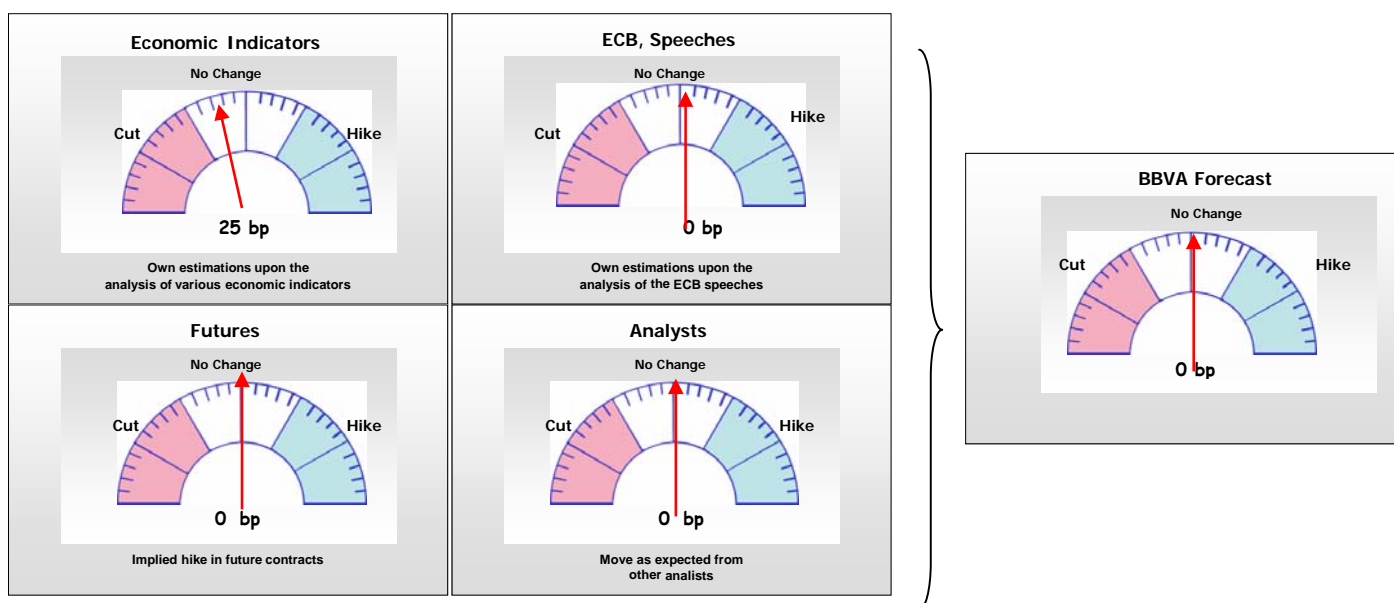 Economic Indicators
No Change
Cut
Hike
25 bp
Own estimations upon the
analysis of various economic indicators
ECB, Speeches
No Change
Cut
Hike
0 bp
Own estimations upon the
analysis of the ECB speeches
Futures
No Change
Cut
Hike
0 bp
Implied hike in future contracts
Analysts
No Change
Cut
Hike
0 bp
Move as expected from
other analists
BBVA Forecast
No Change
Cut
Hike
0 bp